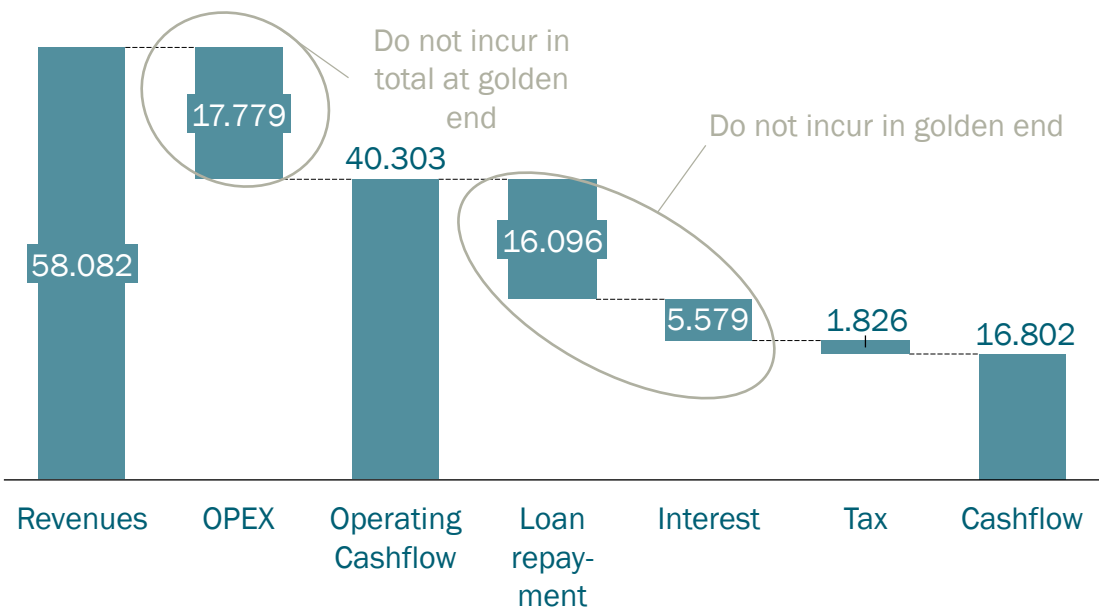 Do not incur in
total at golden
end
Do not incur in golden end
17.779
40.303
58.082
16.096
5.579
1.826
16.802
Revenues
OPEX
Operating
Cashflow
Loan
repay-
ment
Interest
Tax
Cashflow